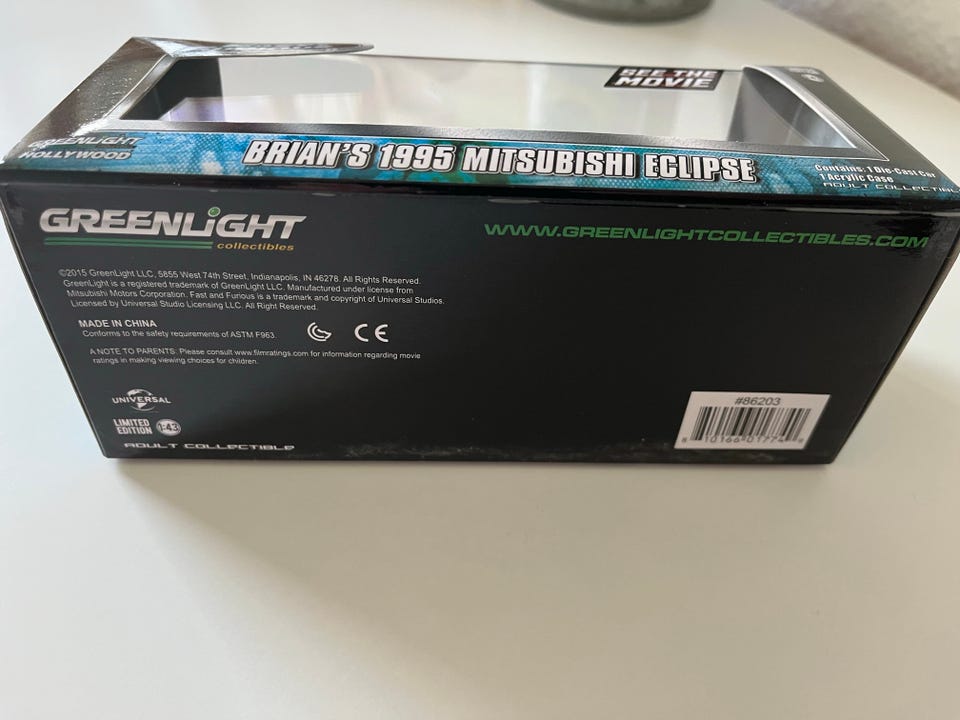 SEE THE
MOVIE
GREENLIGHT
HOLLYWOOD
BRIAN'S 1995 MITSUBISHI ECLIPSE
Contains: 1 Die-Cast Car
1 Acrylic Case
ADULT COLLECTIBLE
GREENLiGHT
collectibles
WWW.GREENLIGHTCOLLECTIBLES.COM
©2015 GreenLight LLC, 5855 West 74th Street, Indianapolis, IN 46278. All Rights Reserved.
GreenLight is a registered trademark of GreenLight LLC. Manufactured under license from
Mitsubishi Motors Corporation. Fast and Furious is a trademark and copyright of Universal Studios.
Licensed by Universal Studio Licensing LLC. All Right Reserved.
MADE IN CHINA
Conforms to the safety requirements of ASTM F963.
CE
A NOTE TO PARENTS: Please consult www.filmratings.com for information regarding movie
ratings in making viewing choices for children.
UNIVERSAL
LIMITED
EDITION
1:43
ADULT COLLECTIBLE
#86203
8 10166 01774